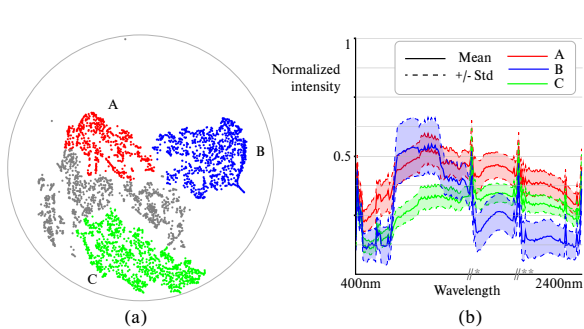 A
B
C
(a)
1
Normalized
intensity
0.5
Mean
+/- Std
A
B
C
400nm
Wavelength
//*
//**
2400nm
(b)